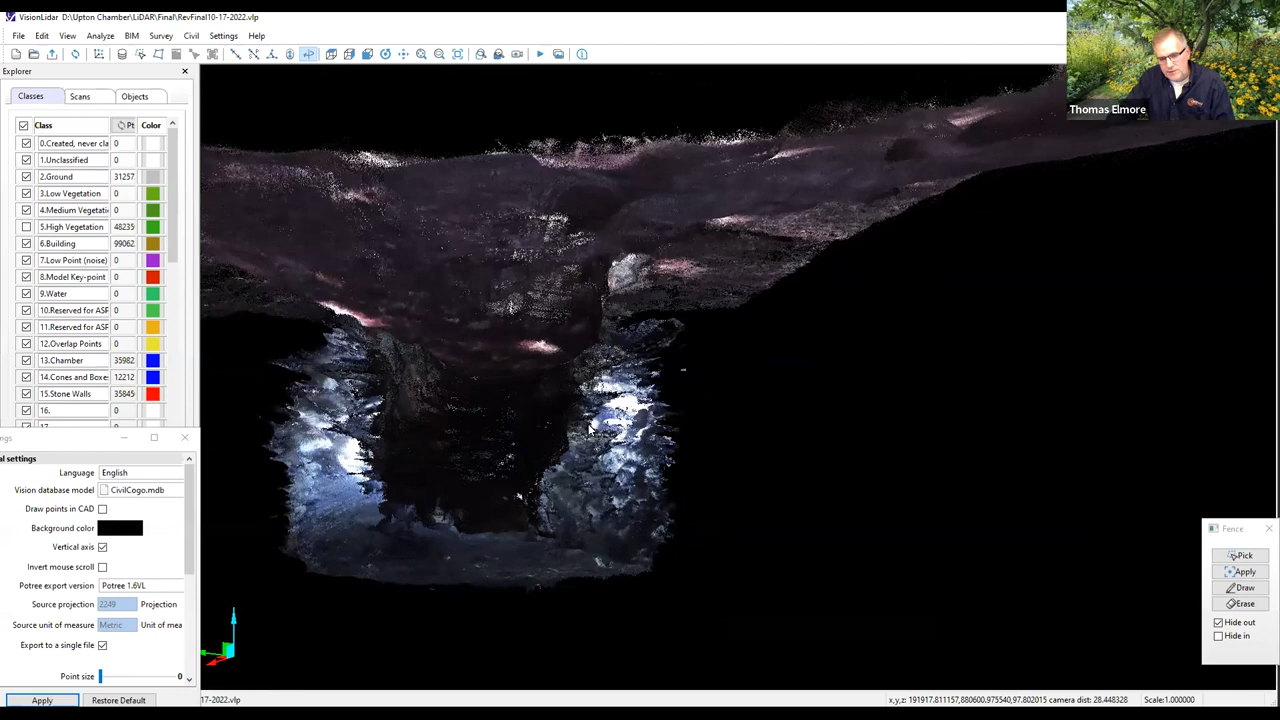 VisionLidar D:\Upton Chamber\LiDAR\Final\RevFinal10-17-2022.vlp
File Edit View Analyze BIM Survey Civil Settings Help
Explorer
Classes Scans Objects
Class Pt Color
0.Created, never cla 0
1.Unclassified 0
2.Ground 31257
3.Low Vegetation 0
4.Medium Vegetati 0
5.High Vegetation 48235
6.Building 99062
7.Low Point (noise) 0
8.Model Key-point 0
9.Water 0
10.Reserved for ASF 0
11.Reserved for ASF 0
12.Overlap Points 0
13.Chamber 35982
14.Cones and Boxe 12212
15.Stone Walls 35845
16. 0
ngs
al settings
Language English
Vision database model CivilCogo.mdb
Draw points in CAD
Background color
Vertical axis
Invert mouse scroll
Potree export version Potree 1.6VL
Source projection 2249 Projection
Source unit of measure Metric Unit of mea
Export to a single file
Point size 0
Apply Restore Default
Thomas Elmore
Fence
Pick
Apply
Draw
Erase
Hide out
Hide in
17-2022.vlp
x,y,z: 191917.811157,880600.975540,97.802015 camera dist: 28.448328 Scale:1.000000